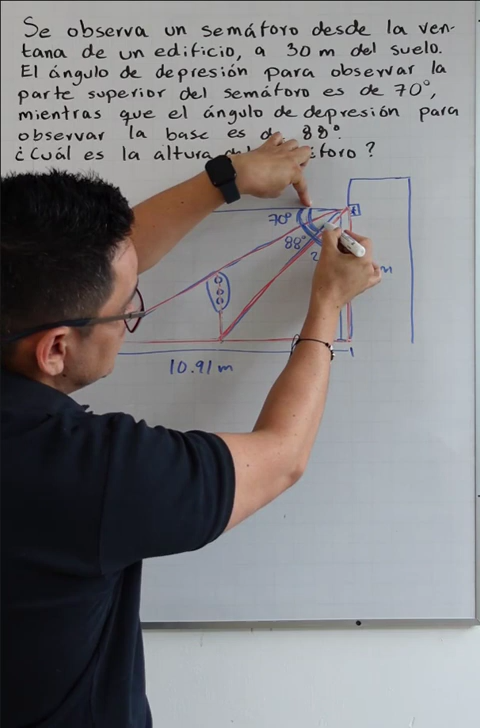 Se observa un semáforo desde la ven-
tana de un edificio, a 30 m del suelo.
El ángulo de depresión para observar la
parte superior del semáforo es de 70°,
mientras que el ángulo de depresión para
observar la base es de 88°.
¿Cuál es la altura foro?
70°
88°
2
m
10.91 m